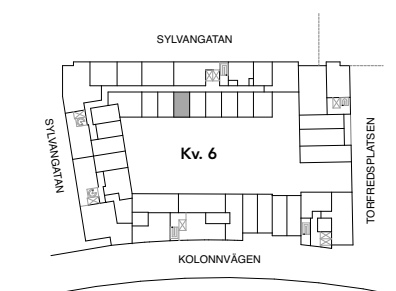 SYLVANGATAN
SYLVANGATAN
Kv. 6
TORFREDSPLATSEN
KOLONNVÄGEN